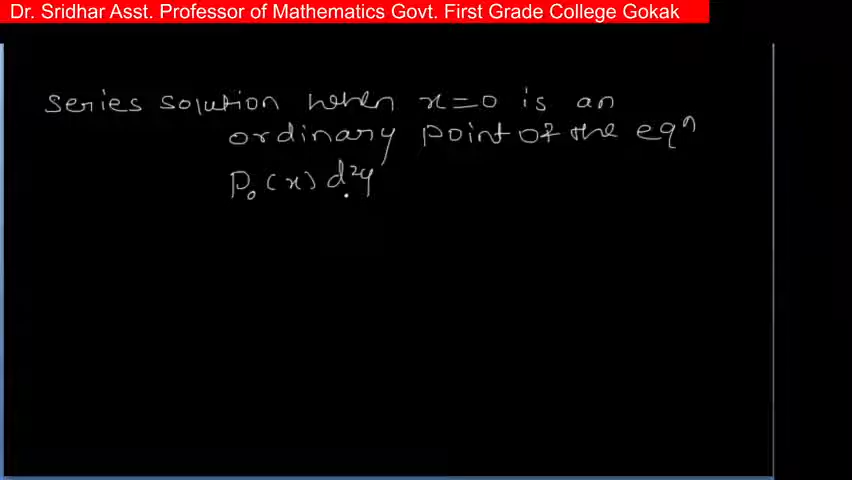 Dr. Sridhar Asst. Professor of Mathematics Govt. First Grade College Gokak
series solution when x=0 is an
ordinary point of the eqⁿ
P₀(x) d²y